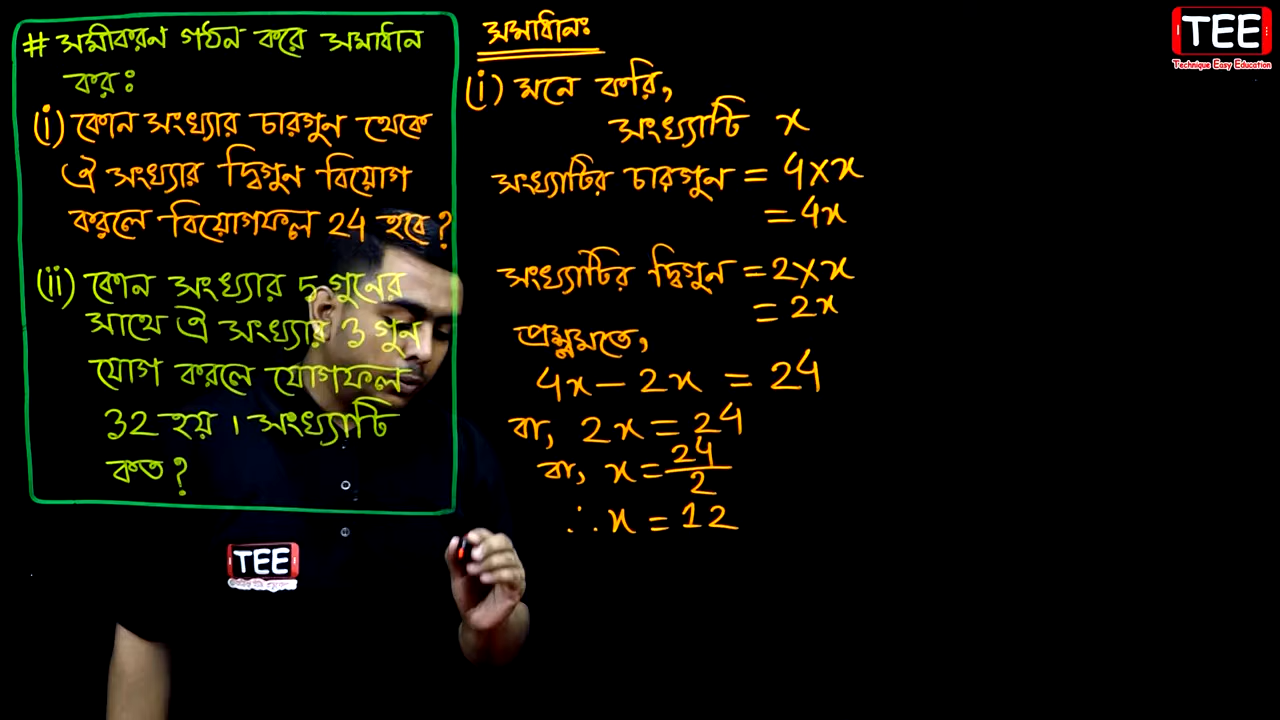 # সমীকরণ গঠন করে সমাধান
কর:
(i) কোন সংখ্যার চারগুন থেকে
ঐ সংখ্যার দ্বিগুন বিয়োগ
করলে বিয়োগফল 24 হবে?
(ii) কোন সংখ্যার 5 গুনের
সাথে ঐ সংখ্যার 3 গুন
যোগ করলে যোগফল
32 হয়। সংখ্যাটি
কত?
সমাধানঃ
(i) মনে করি,
সংখ্যাটি x
সংখ্যাটির চারগুন = 4×x
= 4x
সংখ্যাটির দ্বিগুন = 2×x
= 2x
প্রশ্নমতে,
4x – 2x = 24
বা, 2x = 24
বা, x = 24/2
∴ x = 12
TEE
Technique Easy Education
TEE